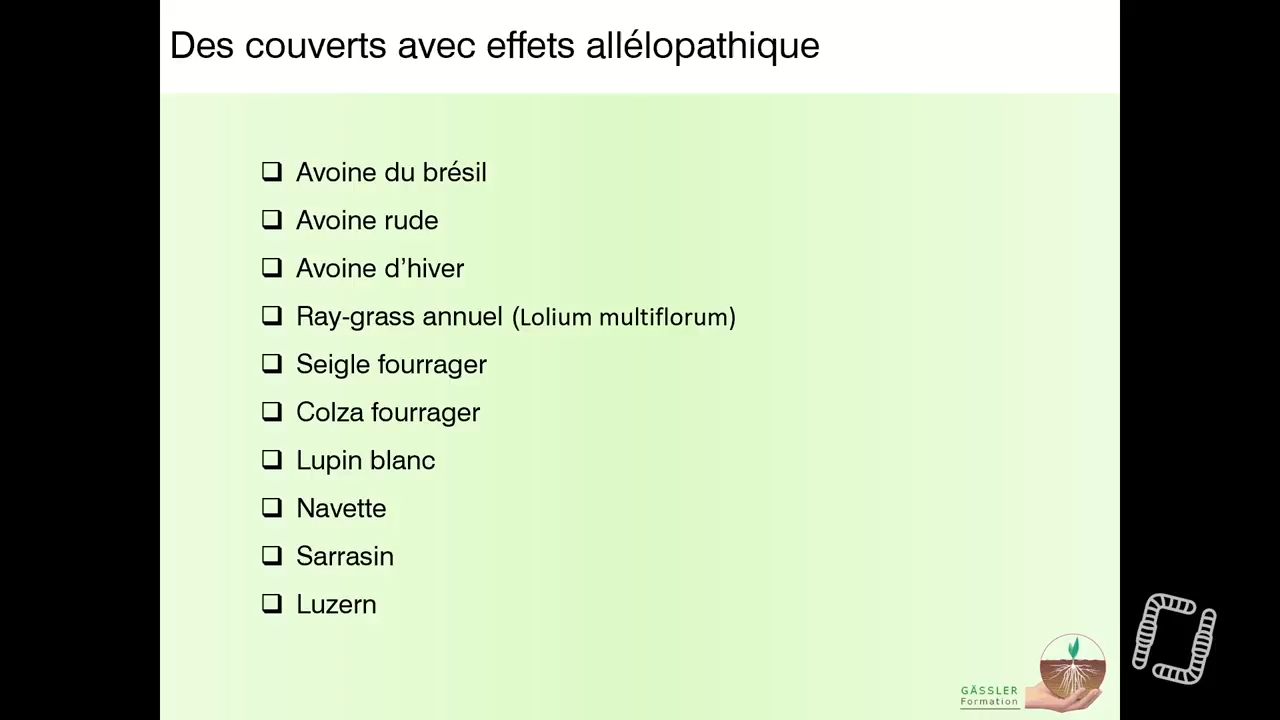 Des couverts avec effets allélopathique
❑ Avoine du brésil
❑ Avoine rude
❑ Avoine d’hiver
❑ Ray-grass annuel (Lolium multiflorum)
❑ Seigle fourrager
❑ Colza fourrager
❑ Lupin blanc
❑ Navette
❑ Sarrasin
❑ Luzern
GÄSSLER
Formation